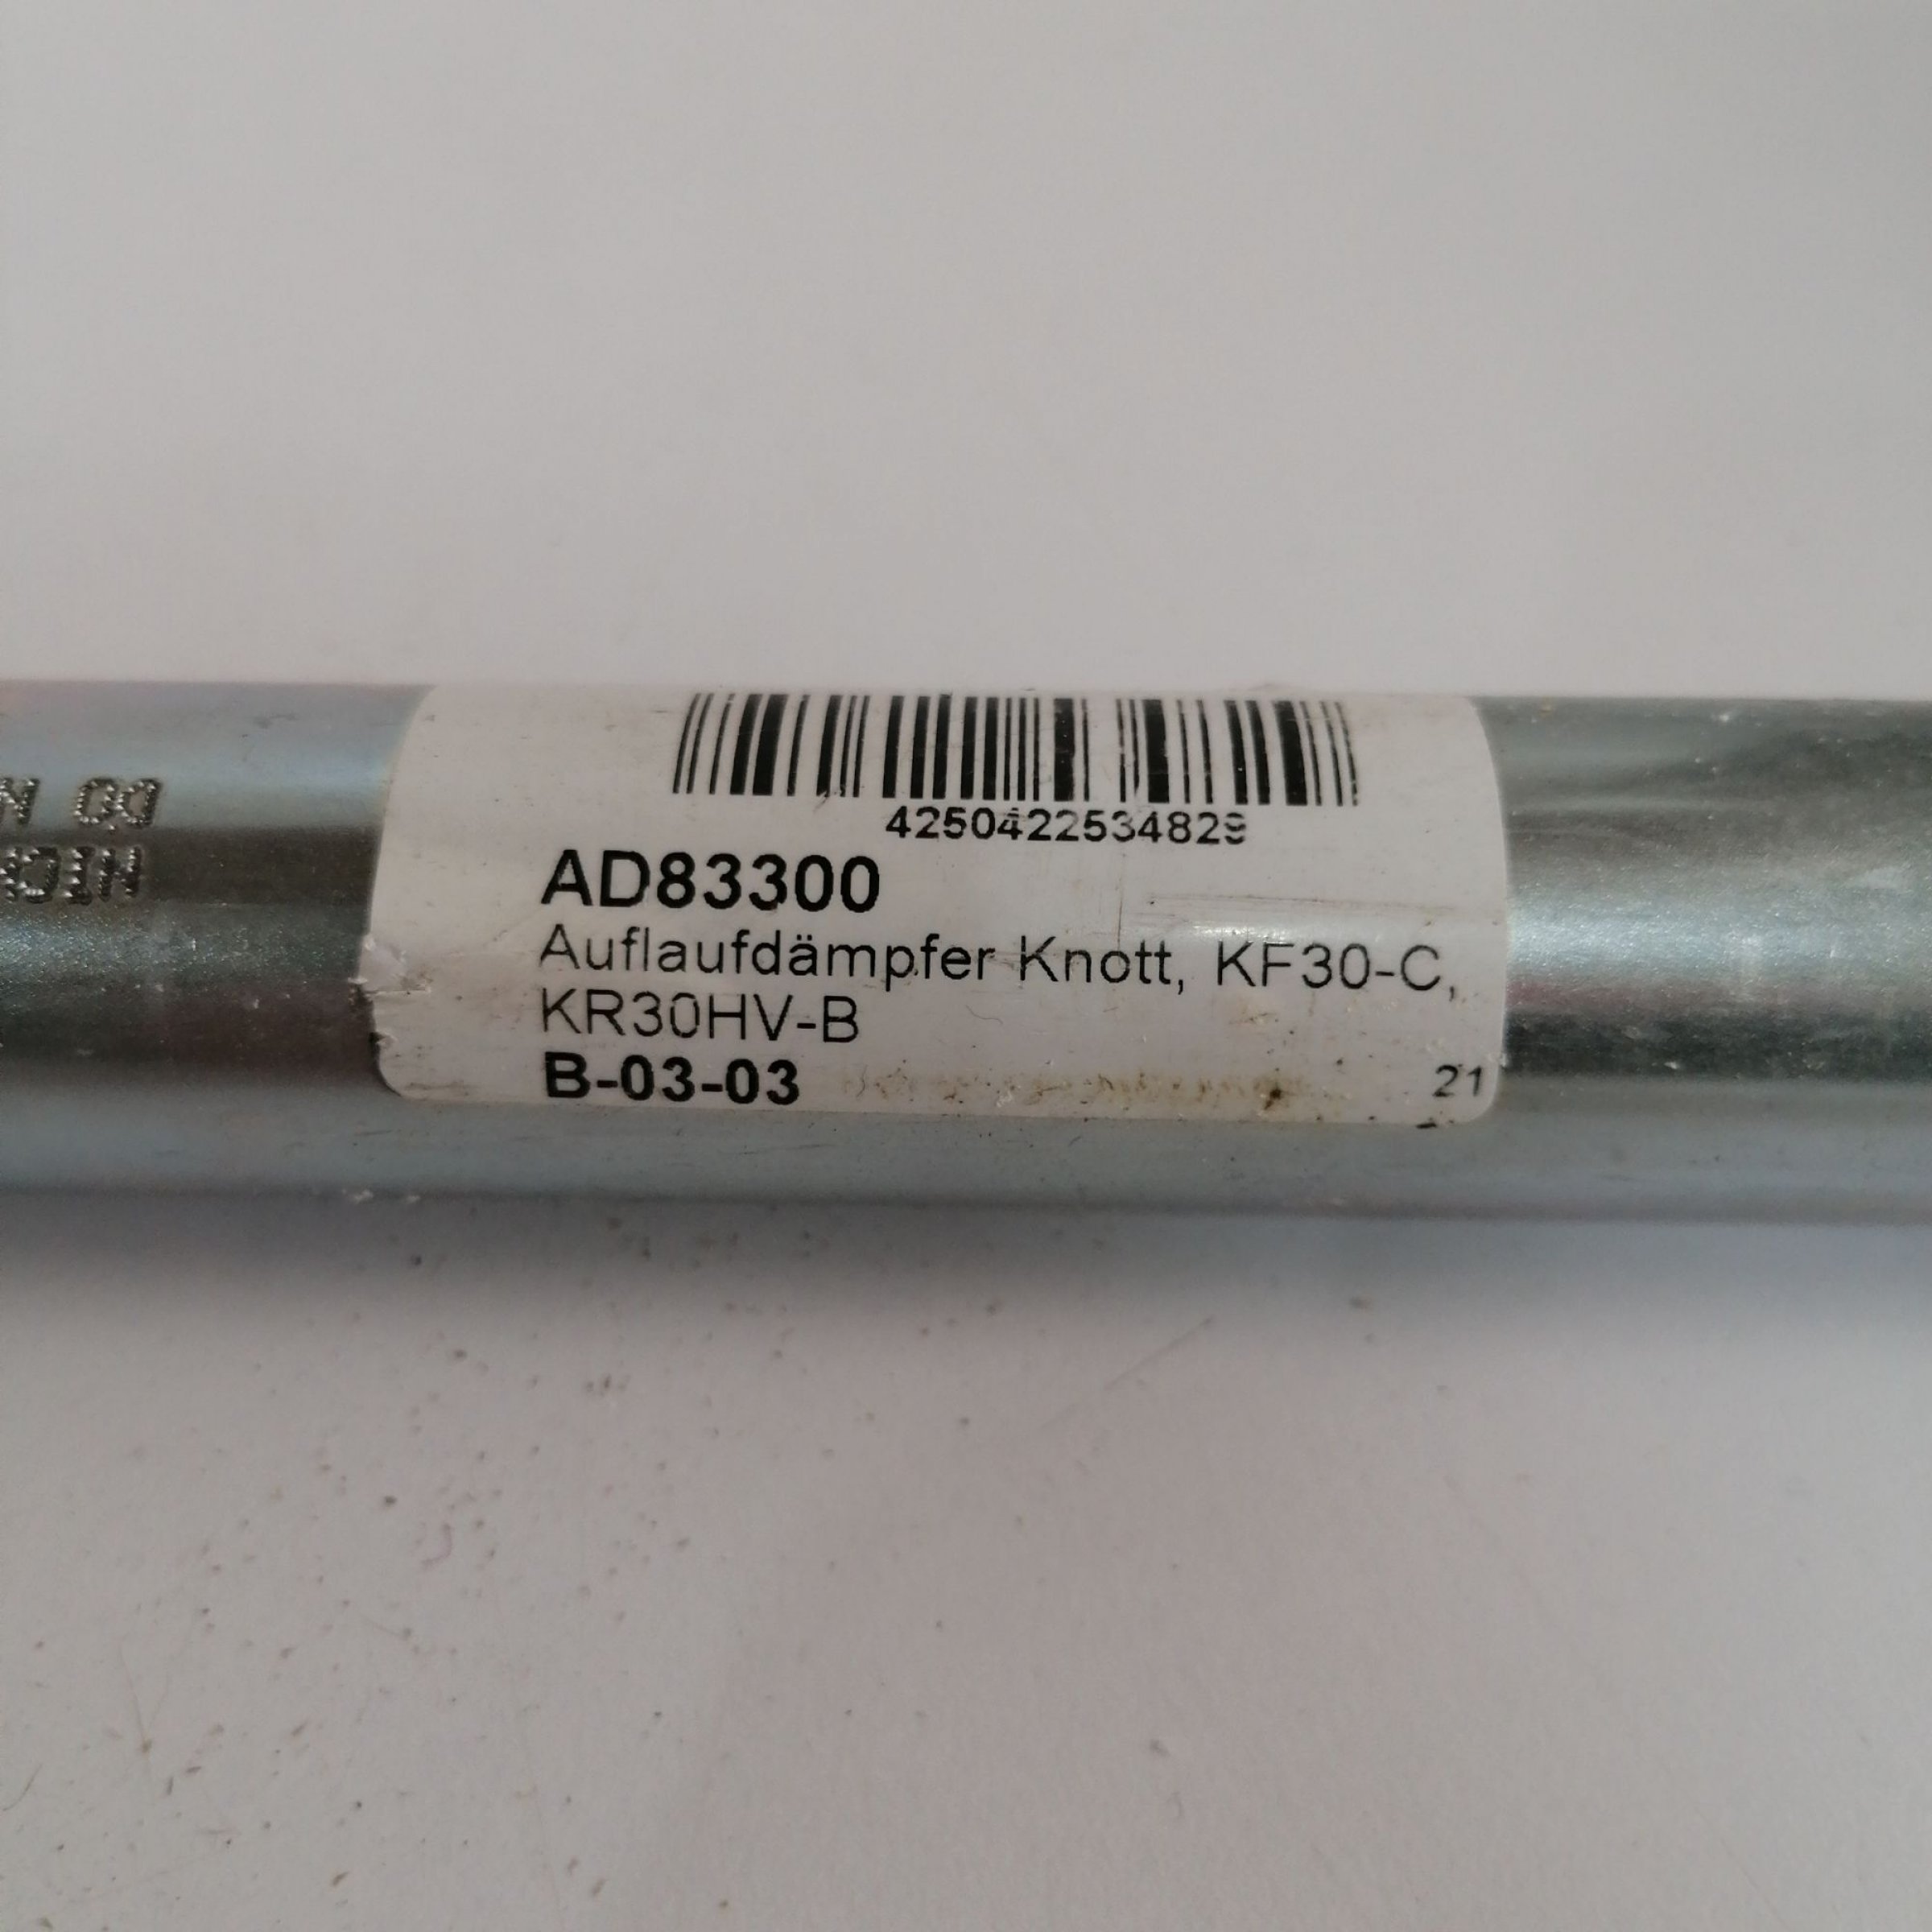 4250422534829
AD83300
Auflaufdämpfer Knott, KF30-C,
KR30HV-B
B-03-03 21